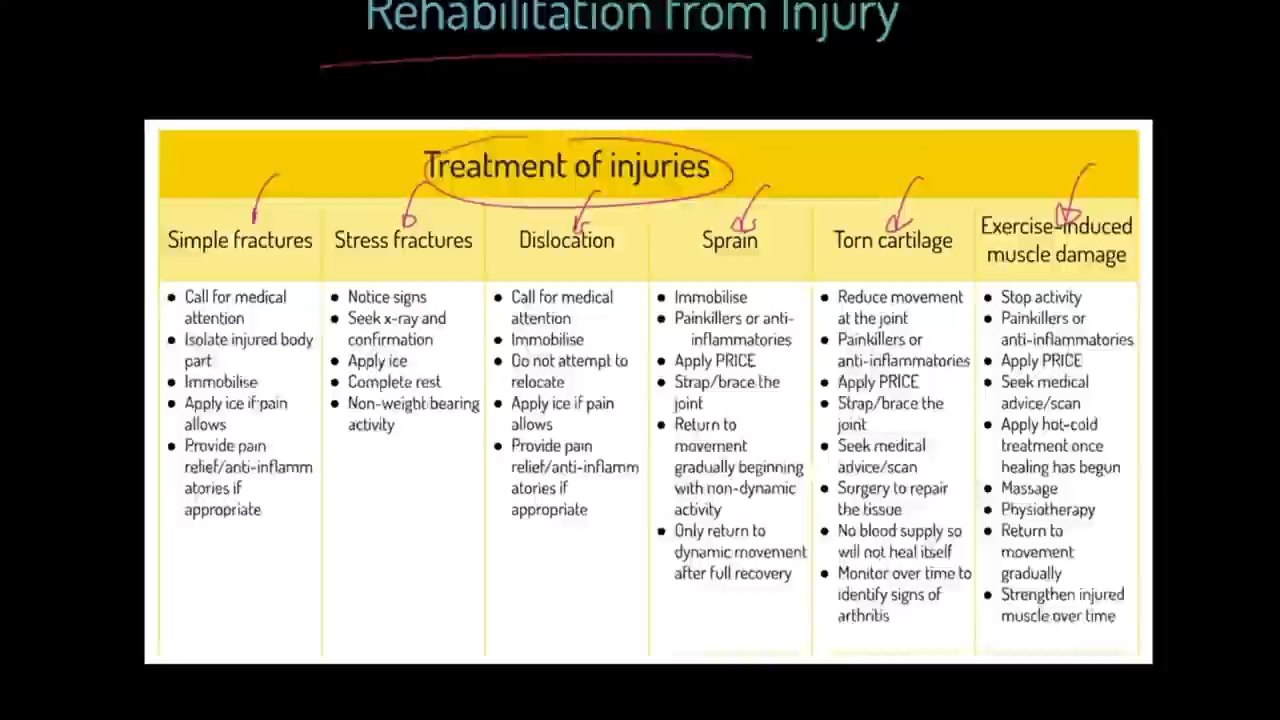 Rehabilitation from Injury
Treatment of injuries
Simple fractures
• Call for medical
attention
• Isolate injured body
part
• Immobilise
• Apply ice if pain
allows
• Provide pain
relief/anti-inflamm
atories if
appropriate
Stress fractures
• Notice signs
• Seek x-ray and
confirmation
• Apply ice
• Complete rest
• Non-weight bearing
activity
Dislocation
• Call for medical
attention
• Immobilise
• Do not attempt to
relocate
• Apply ice if pain
allows
• Provide pain
relief/anti-inflamm
atories if
appropriate
Sprain
• Immobilise
• Painkillers or anti-
inflammatories
• Apply PRICE
• Strap/brace the
joint
• Return to
movement
gradually beginning
with non-dynamic
activity
• Only return to
dynamic movement
after full recovery
Torn cartilage
• Reduce movement
at the joint
• Painkillers or
anti-inflammatories
• Apply PRICE
• Strap/brace the
joint
• Seek medical
advice/scan
• Surgery to repair
the tissue
• No blood supply so
will not heal itself
• Monitor over time to
identify signs of
arthritis
Exercise-induced
muscle damage
• Stop activity
• Painkillers or
anti-inflammatories
• Apply PRICE
• Seek medical
advice/scan
• Apply hot-cold
treatment once
healing has begun
• Massage
• Physiotherapy
• Return to
movement
gradually
• Strengthen injured
muscle over time